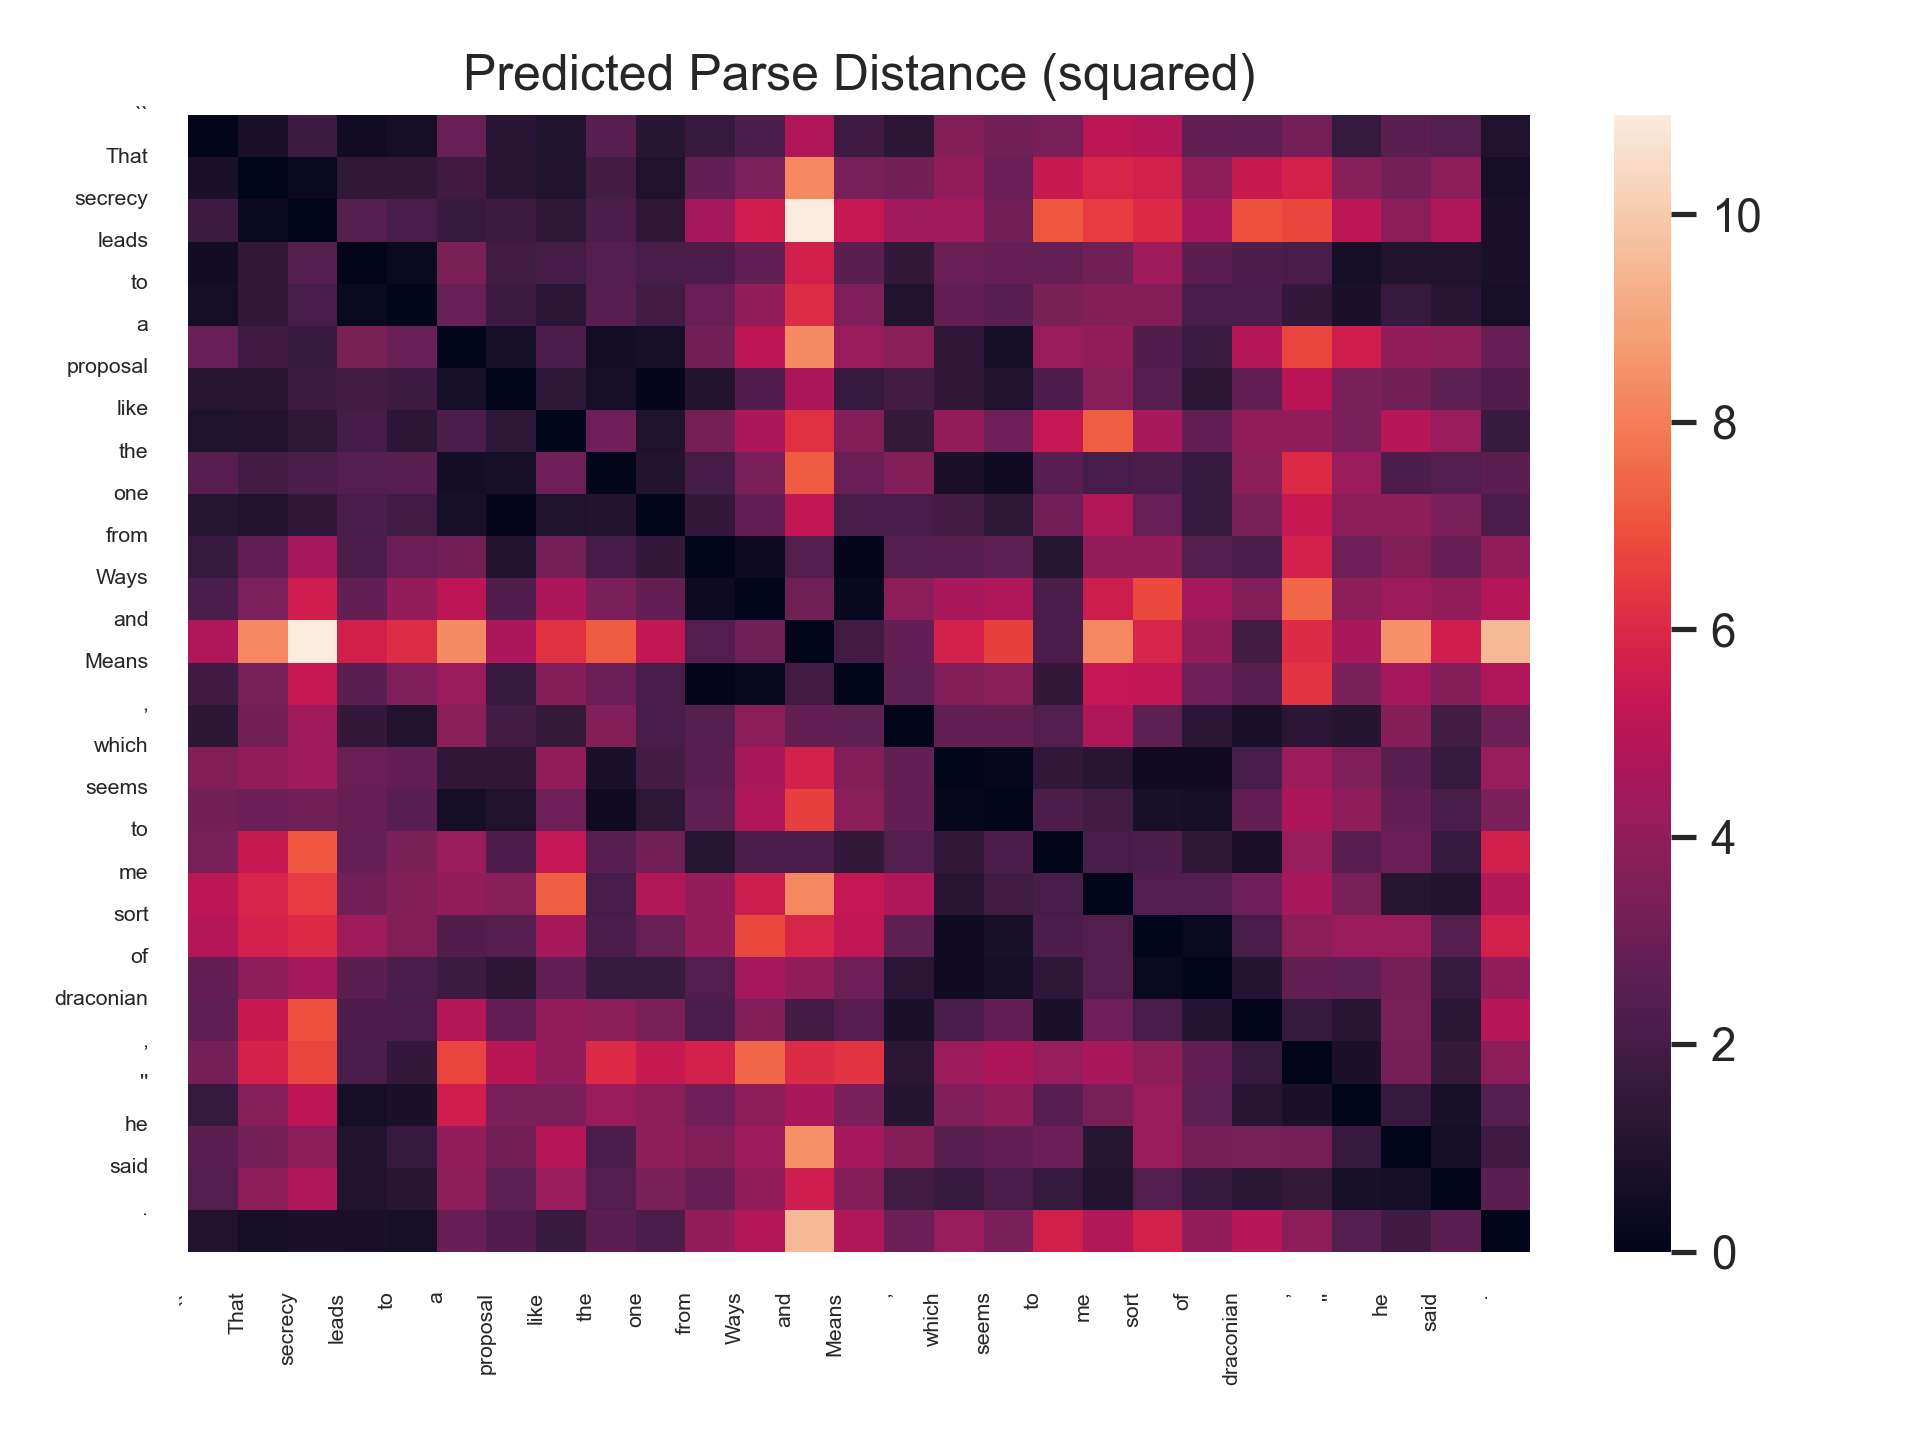 Predicted Parse Distance (squared)
``
That
secrecy
leads
to
a
proposal
like
the
one
from
Ways
and
Means
,
which
seems
to
me
sort
of
draconian
,
''
he
said
.
10
8
6
4
2
0
`` That secrecy leads to a proposal like the one from Ways and Means , which seems to me sort of draconian , '' he said .